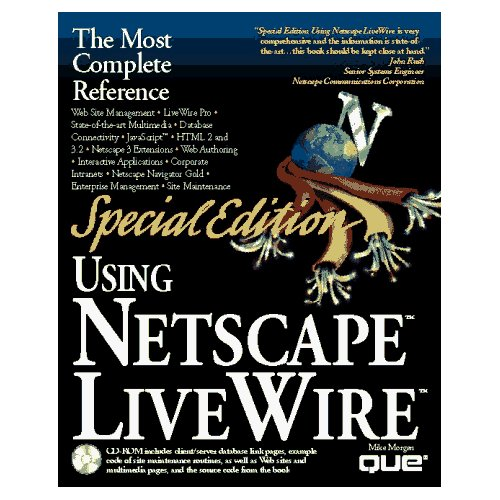 The Most
Complete
Reference
Web Site Management • LiveWire Pro •
State-of-the-art Multimedia • Database
Connectivity • JavaScript™ • HTML 2 and
3.2 • Netscape 3 Extensions • Web Authoring
• Interactive Applications • Corporate
Intranets • Netscape Navigator Gold •
Enterprise Management • Site Maintenance
"Special Edition Using Netscape LiveWire is very
comprehensive and the information is state-of-
the-art...this book should be kept close at hand."
John Rush
Senior Systems Engineer
Netscape Communications Corporation
N
Special Edition
USING
NETSCAPE™
LIVEWIRE™
Mike Morgan
CD-ROM includes client/server database link pages, example
code of site maintenance routines, as well as Web sites and
multimedia pages, and the source code from the book
que®